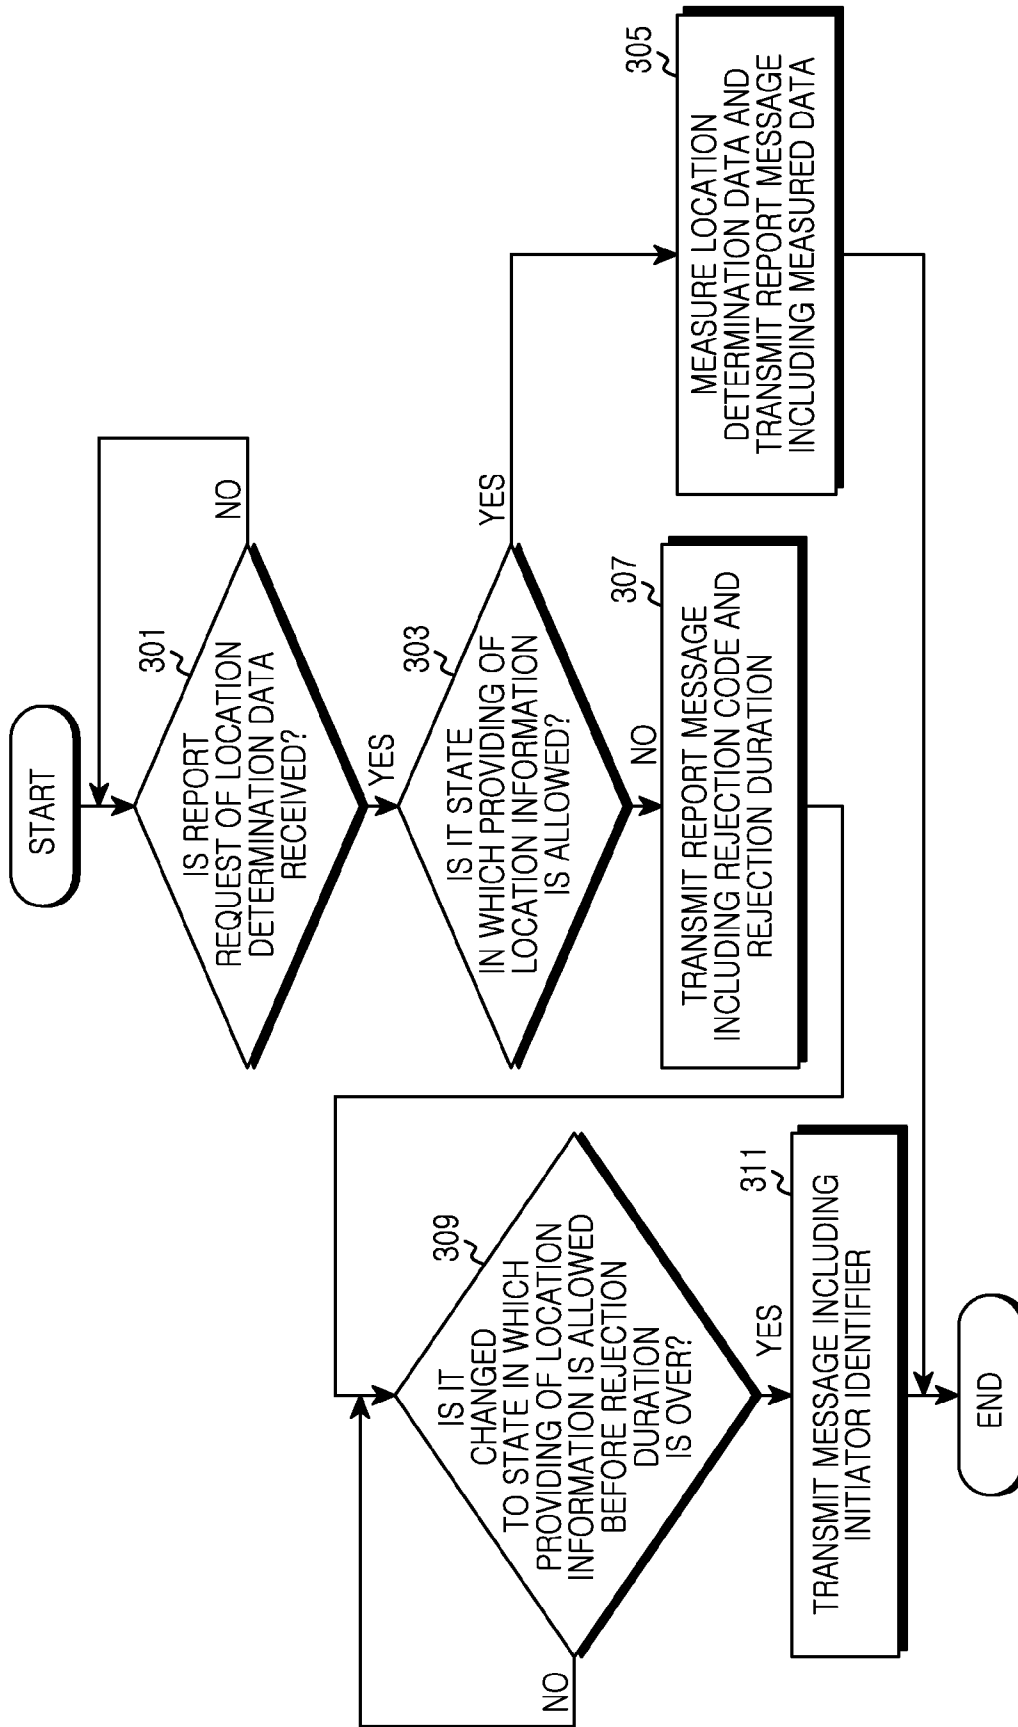 START
301
IS REPORT
REQUEST OF LOCATION
DETERMINATION DATA
RECEIVED?
NO
YES
303
IS IT STATE
IN WHICH PROVIDING OF
LOCATION INFORMATION
IS ALLOWED?
YES
NO
305
MEASURE LOCATION
DETERMINATION DATA AND
TRANSMIT REPORT MESSAGE
INCLUDING MEASURED DATA
307
TRANSMIT REPORT MESSAGE
INCLUDING REJECTION CODE AND
REJECTION DURATION
309
IS IT
CHANGED
TO STATE IN WHICH
PROVIDING OF LOCATION
INFORMATION IS ALLOWED
BEFORE REJECTION
DURATION
IS OVER?
NO
YES
311
TRANSMIT MESSAGE INCLUDING
INITIATOR IDENTIFIER
END